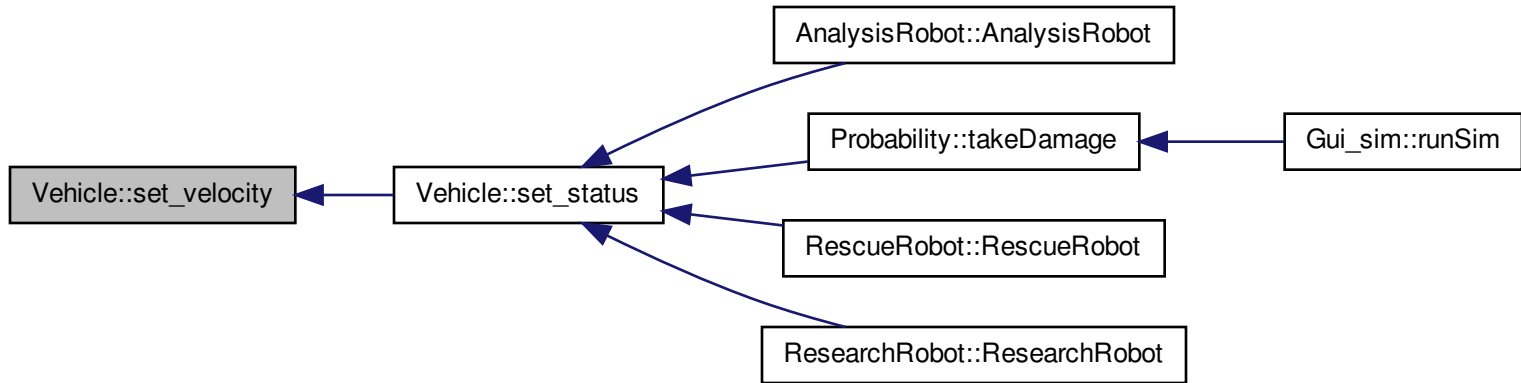 AnalysisRobot::AnalysisRobot
Probability::takeDamage
Gui_sim::runSim
Vehicle::set_velocity
Vehicle::set_status
RescueRobot::RescueRobot
ResearchRobot::ResearchRobot